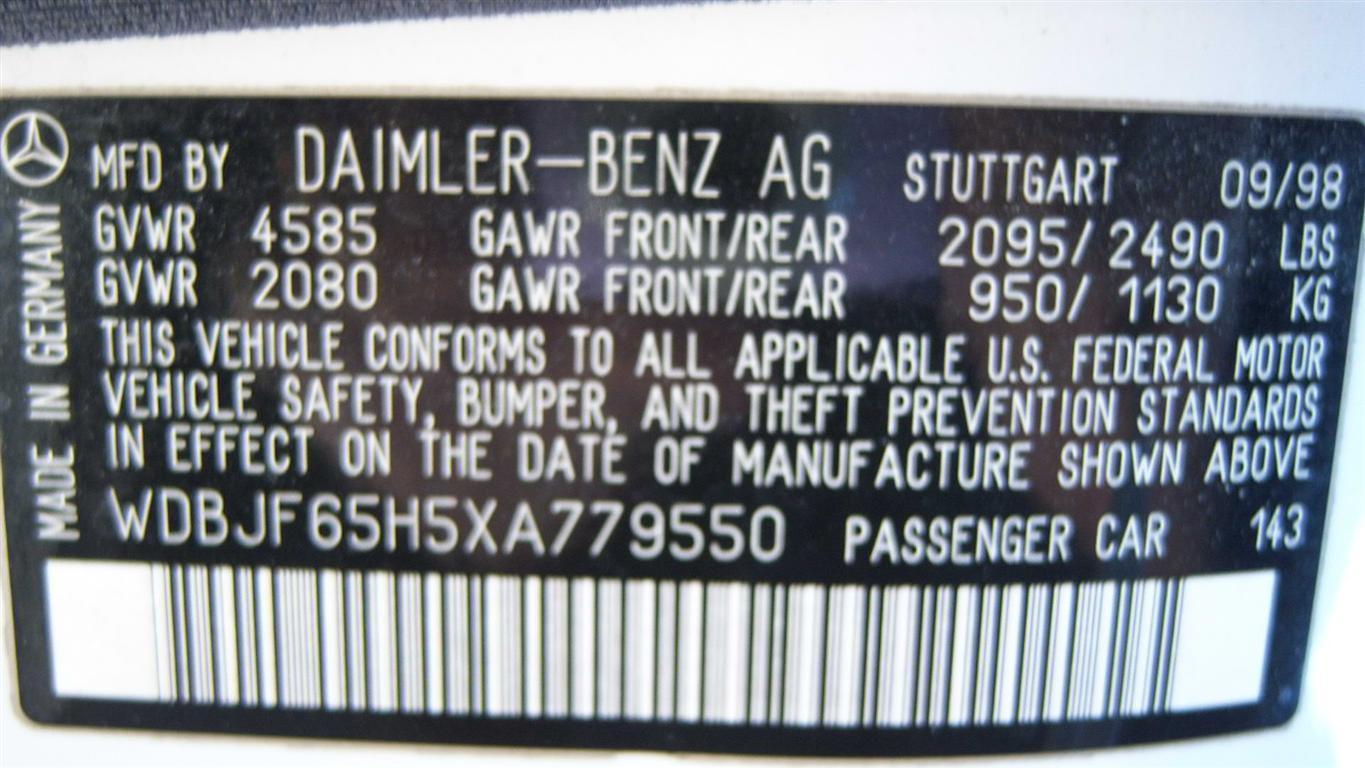 MFD BY DAIMLER-BENZ AG STUTTGART 09/98
GVWR 4585 GAWR FRONT/REAR 2095/2490 LBS
GVWR 2080 GAWR FRONT/REAR 950/1130 KG
THIS VEHICLE CONFORMS TO ALL APPLICABLE U.S. FEDERAL MOTOR
VEHICLE SAFETY, BUMPER, AND THEFT PREVENTION STANDARDS
IN EFFECT ON THE DATE OF MANUFACTURE SHOWN ABOVE
WDBJF65H5XA779550 PASSENGER CAR 143
MADE IN GERMANY